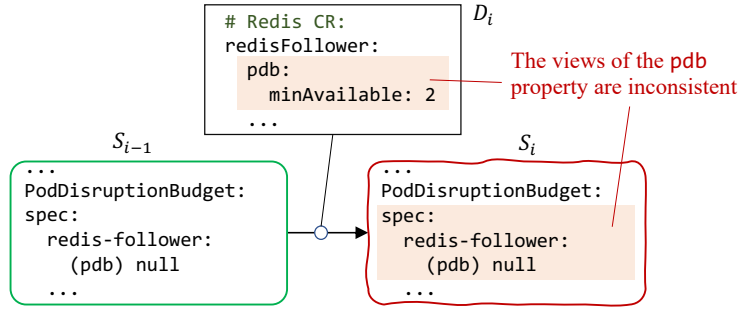 # Redis CR:
redisFollower:
pdb:
minAvailable: 2
...
D_i
The views of the pdb
property are inconsistent
S_{i−1}
...
PodDisruptionBudget:
spec:
redis-follower:
(pdb) null
...
S_i
...
PodDisruptionBudget:
spec:
redis-follower:
(pdb) null
...